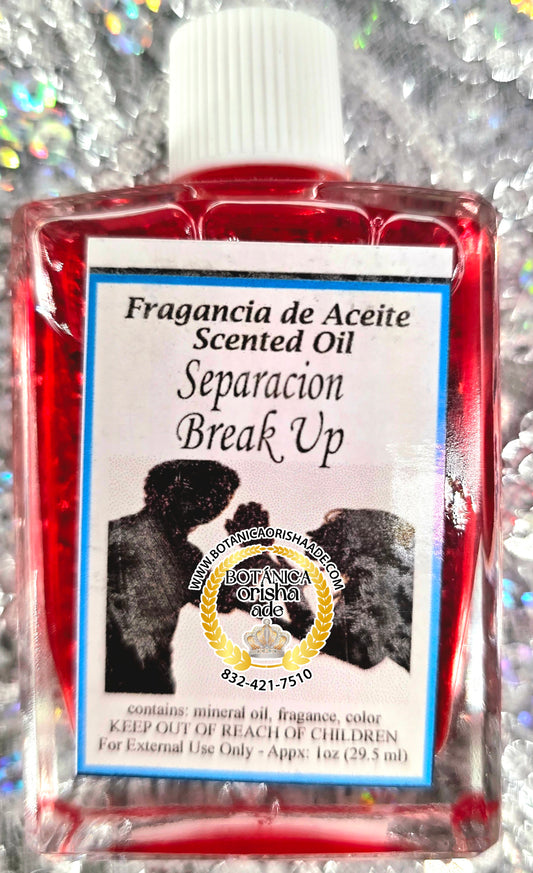 Fragancia de Aceite
Scented Oil
Separacion
Break Up
WWW.BOTANICAORISHAADE.COM
BOTÁNICA
orisha
ade
832-421-7510
contains: mineral oil, fragance, color
KEEP OUT OF REACH OF CHILDREN
For External Use Only - Appx: 1oz (29.5 ml)